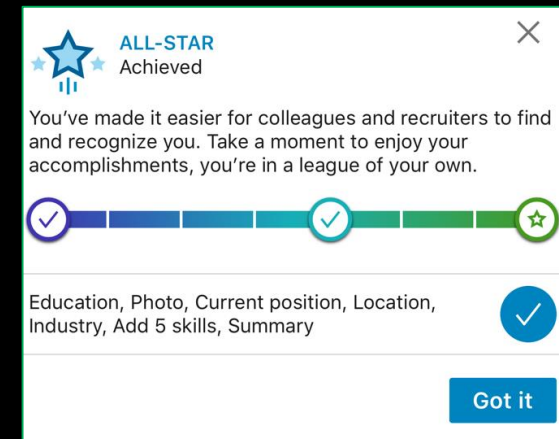 ALL-STAR
Achieved
You've made it easier for colleagues and recruiters to find
and recognize you. Take a moment to enjoy your
accomplishments, you're in a league of your own.
Education, Photo, Current position, Location,
Industry, Add 5 skills, Summary
Got it